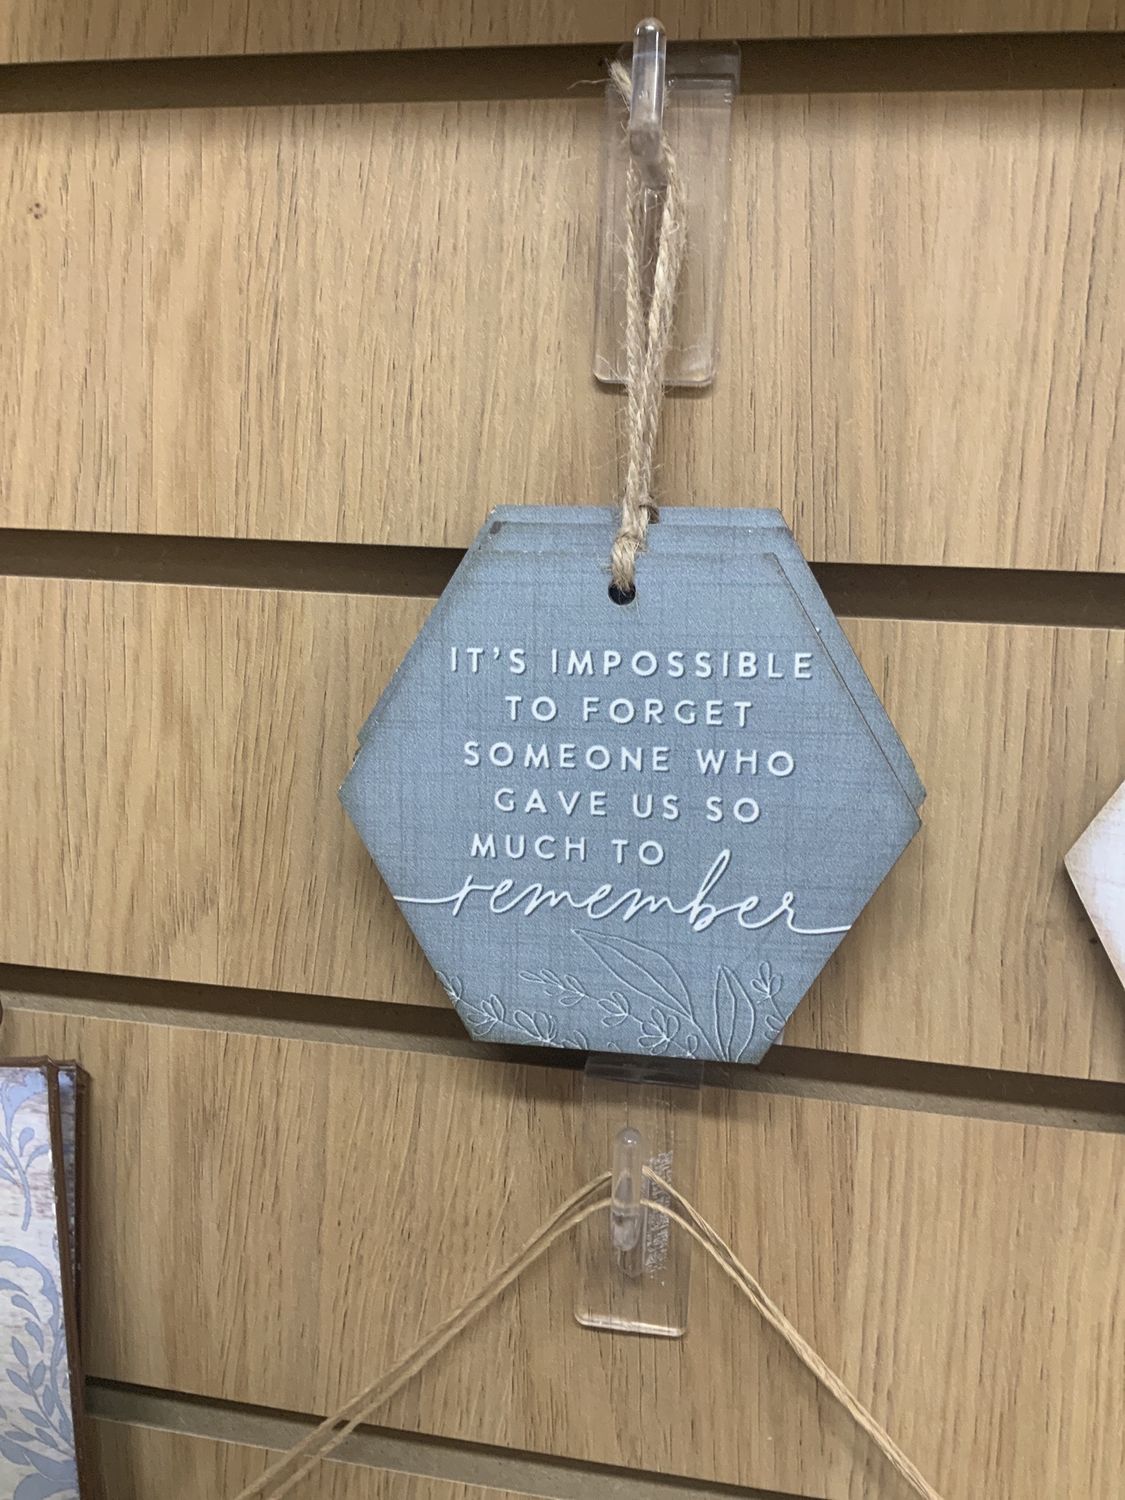 IT'S IMPOSSIBLE
TO FORGET
SOMEONE WHO
GAVE US SO
MUCH TO
remember